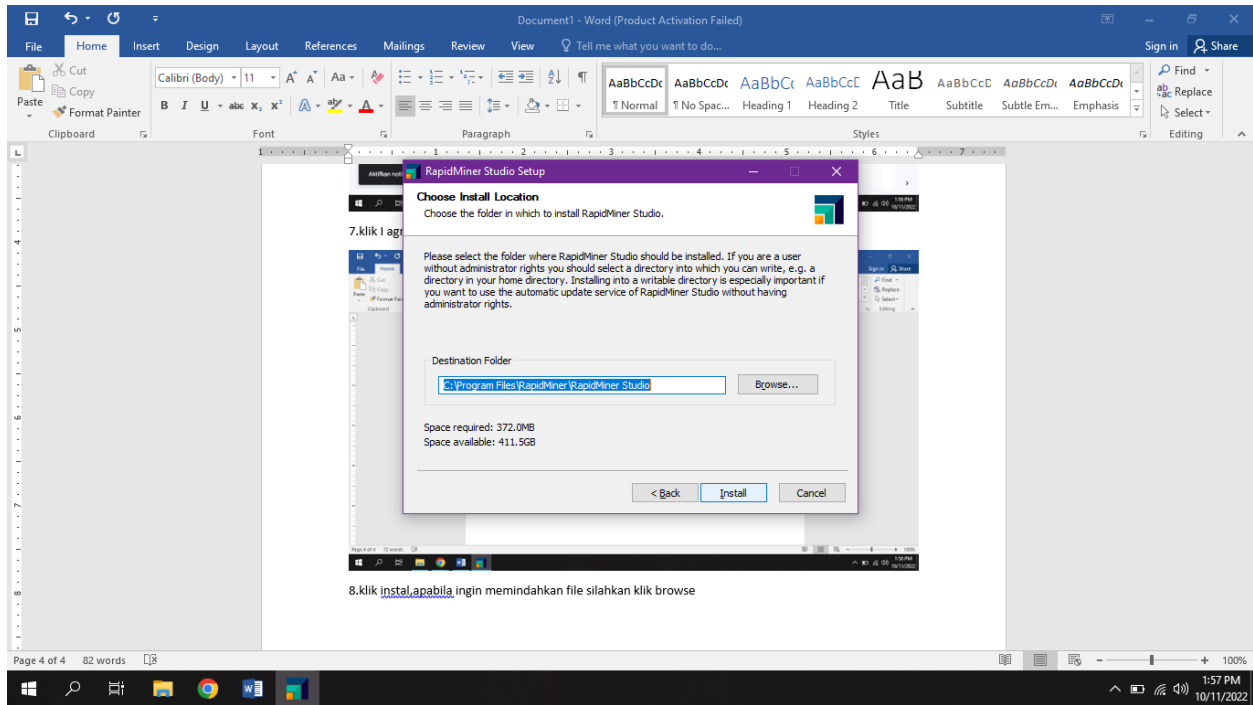 Document1 - Word (Product Activation Failed)
File Home Insert Design Layout References Mailings Review View Tell me what you want to do... Sign in Share
Paste
Cut
Copy
Format Painter
Calibri (Body) 11
AaBbCcDc AaBbCcDc AaBbCc AaBbCcC AaB AaBbCcD AaBbCcDc AaBbCcDc
¶ Normal ¶ No Spac... Heading 1 Heading 2 Title Subtitle Subtle Em... Emphasis
Find
Replace
Select
Clipboard Font Paragraph Styles Editing
RapidMiner Studio Setup
Choose Install Location
Choose the folder in which to install RapidMiner Studio.
7.klik I agr
Please select the folder where RapidMiner Studio should be installed. If you are a user
without administrator rights you should select a directory into which you can write, e.g. a
directory in your home directory. Installing into a writable directory is especially important if
you want to use the automatic update service of RapidMiner Studio without having
administrator rights.
Destination Folder
C:\Program Files\RapidMiner\RapidMiner Studio
Browse...
Space required: 372.0MB
Space available: 411.5GB
< Back Install Cancel
8.klik instal,apabila ingin memindahkan file silahkan klik browse
Page 4 of 4 82 words 100%
1:57 PM
10/11/2022